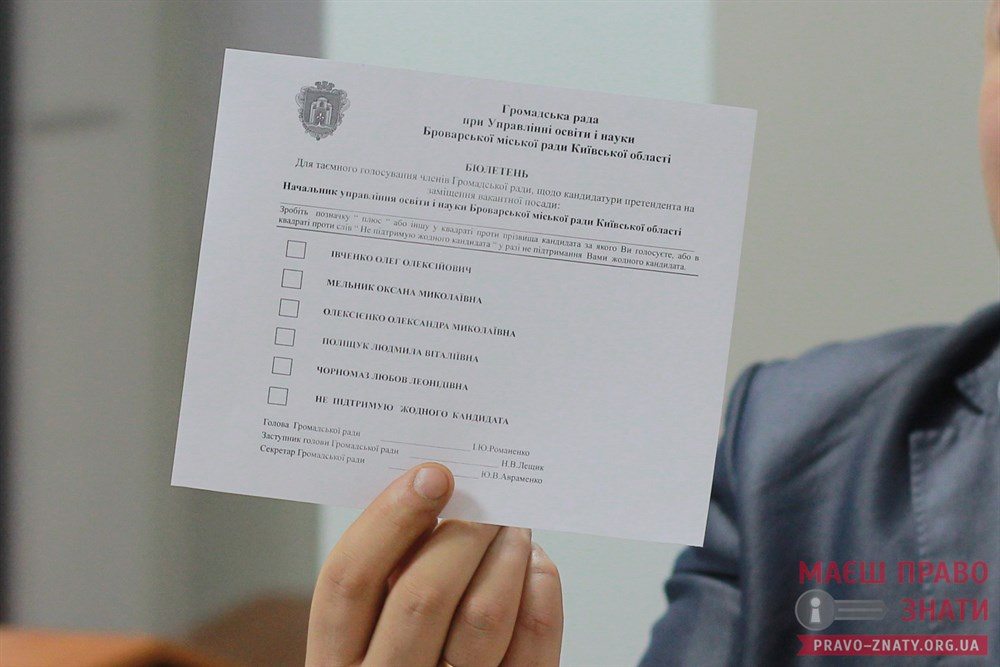 Громадська рада
при Управлінні освіти і науки
Броварської міської ради Київської області
БЮЛЕТЕНЬ
Для таємного голосування членів Громадської ради, щодо кандидатури претендента на
заміщення вакантної посади:
Начальник управління освіти і науки Броварської міської ради Київської області
Зробіть позначку " плюс " або іншу у квадраті проти прізвища кандидата за якого Ви голосуєте, або в
квадраті проти слів " Не підтримую жодного кандидата " у разі не підтримання Вами жодного кандидата.
ІВЧЕНКО ОЛЕГ ОЛЕКСІЙОВИЧ
МЕЛЬНИК ОКСАНА МИКОЛАЇВНА
ОЛЕКСІЄНКО ОЛЕКСАНДРА МИКОЛАЇВНА
ПОЛІЩУК ЛЮДМИЛА ВІТАЛІЇВНА
ЧОРНОМАЗ ЛЮБОВ ЛЕОНІДІВНА
НЕ ПІДТРИМУЮ ЖОДНОГО КАНДИДАТА
Голова Громадської ради І.Ю.Романенко
Заступник голови Громадської ради Н.В.Лещик
Секретар Громадської ради Ю.В.Авраменко
МАЄШ ПРАВО
ЗНАТИ
PRAVO-ZNATY.ORG.UA